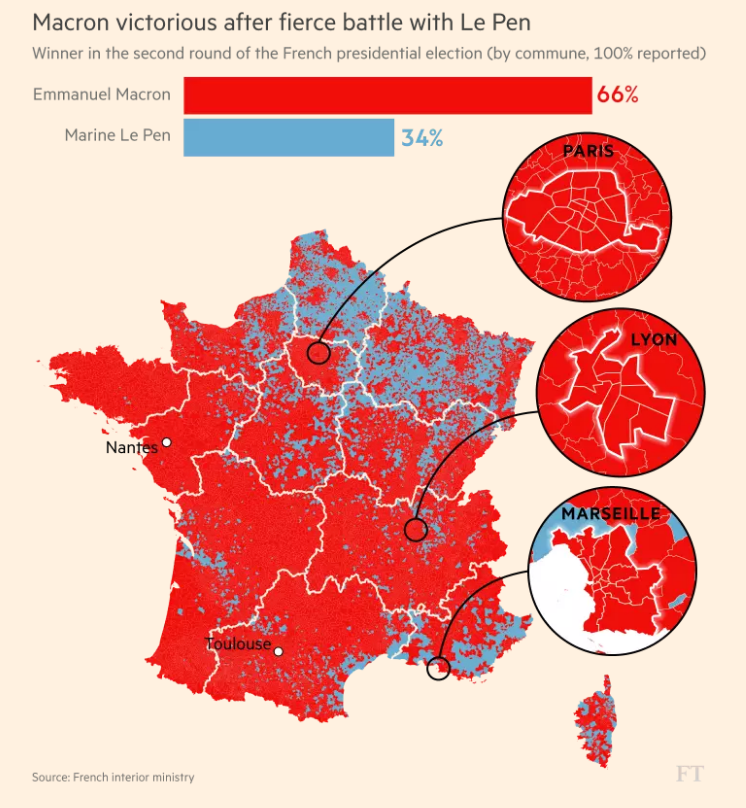 Macron victorious after fierce battle with Le Pen
Winner in the second round of the French presidential election (by commune, 100% reported)
Emmanuel Macron 66%
Marine Le Pen 34%
PARIS
LYON
Nantes
MARSEILLE
Toulouse
Source: French interior ministry
FT